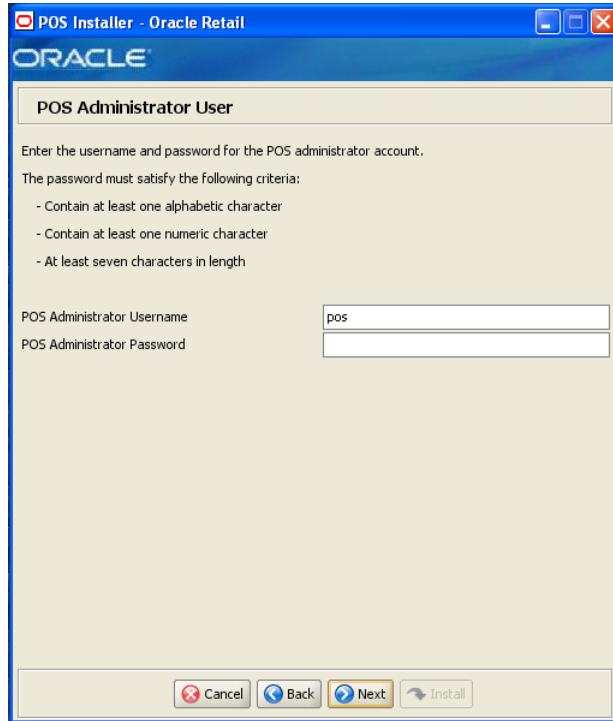 POS Installer - Oracle Retail
ORACLE
POS Administrator User
Enter the username and password for the POS administrator account.
The password must satisfy the following criteria:
- Contain at least one alphabetic character
- Contain at least one numeric character
- At least seven characters in length
POS Administrator Username pos
POS Administrator Password
Cancel Back Next Install